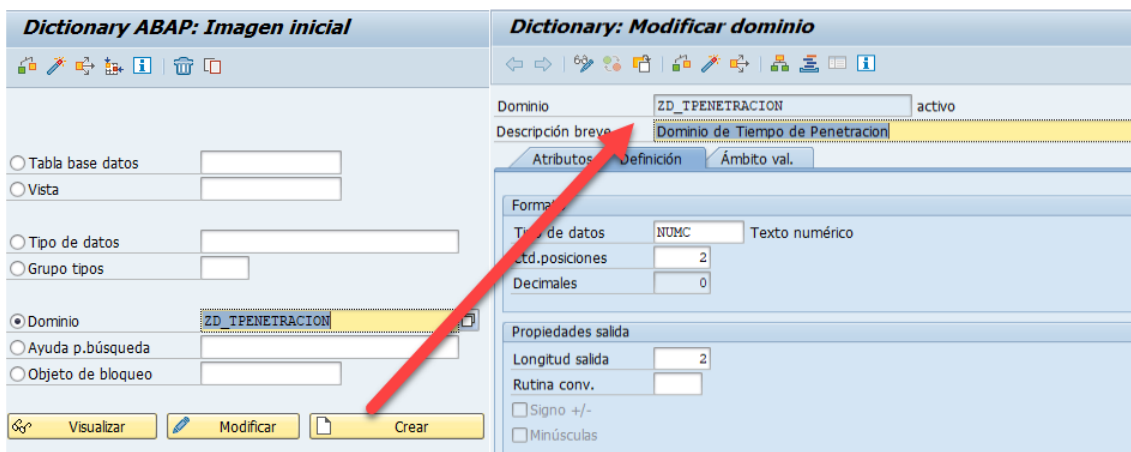 Dictionary ABAP: Imagen inicial
Tabla base datos
Vista
Tipo de datos
Grupo tipos
Dominio ZD_TPENETRACION
Ayuda p.búsqueda
Objeto de bloqueo
Visualizar Modificar Crear
Dictionary: Modificar dominio
Dominio ZD_TPENETRACION activo
Descripción breve Dominio de Tiempo de Penetracion
Atributos Definición Ámbito val.
de datos NUMC Texto numérico
Ctd.posiciones 2
Decimales 0
Propiedades salida
Longitud salida 2
Rutina conv.
Signo +/-
Minúsculas